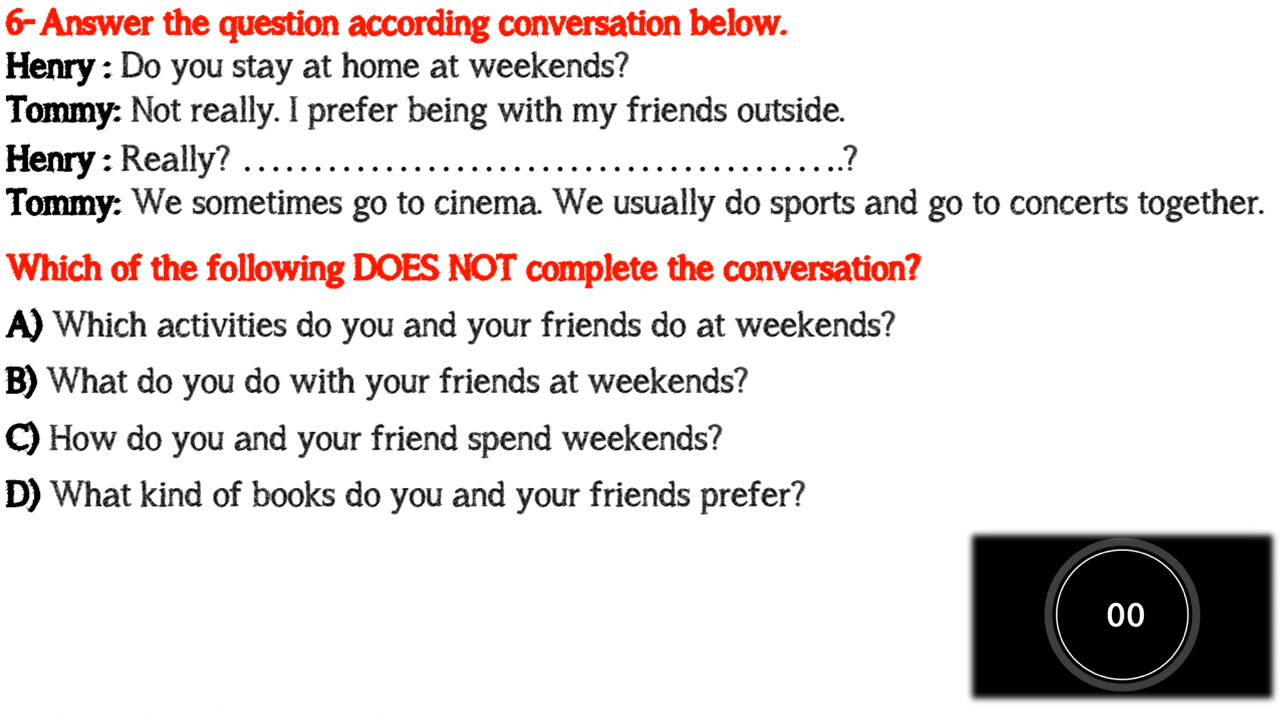 6- Answer the question according conversation below.
Henry : Do you stay at home at weekends?
Tommy: Not really. I prefer being with my friends outside.
Henry : Really? ...........................................?
Tommy: We sometimes go to cinema. We usually do sports and go to concerts together.
Which of the following DOES NOT complete the conversation?
A) Which activities do you and your friends do at weekends?
B) What do you do with your friends at weekends?
C) How do you and your friend spend weekends?
D) What kind of books do you and your friends prefer?
00